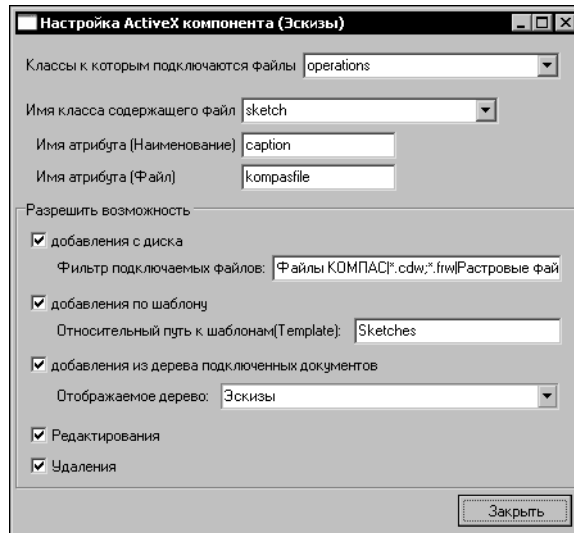 Настройка ActiveX компонента (Эскизы)
Классы к которым подключаются файлы operations
Имя класса содержащего файл sketch
Имя атрибута (Наименование) caption
Имя атрибута (Файл) kompasfile
Разрешить возможность
добавления с диска
Фильтр подключаемых файлов: Файлы КОМПАС|*.cdw;*.frw|Растровые фай
добавления по шаблону
Относительный путь к шаблонам(Template): Sketches
добавления из дерева подключенных документов
Отображаемое дерево: Эскизы
Редактирования
Удаления
Закрыть